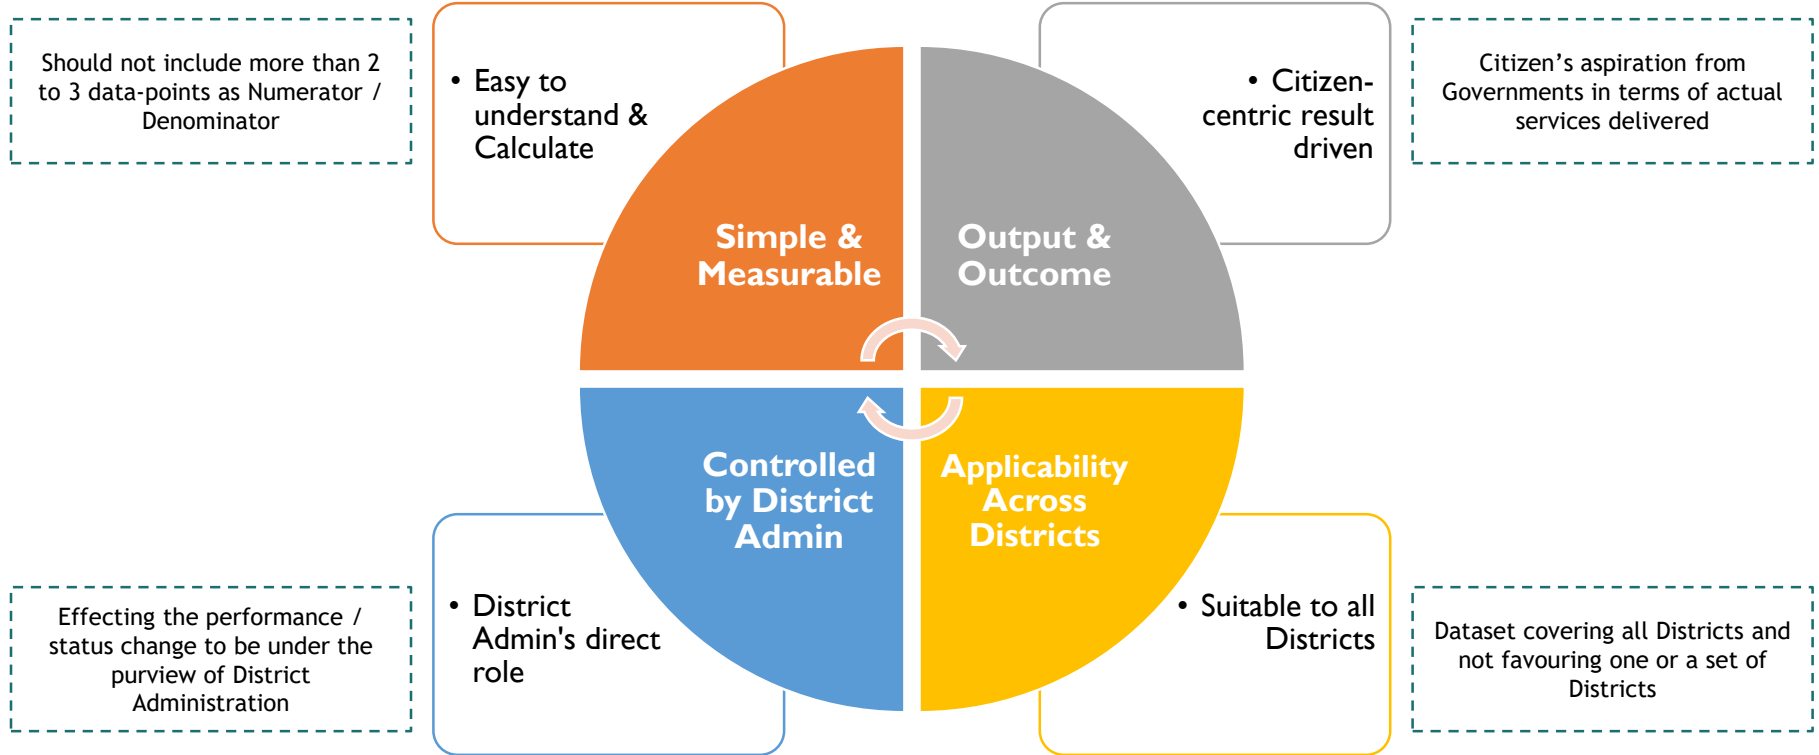 Should not include more than 2
to 3 data-points as Numerator /
Denominator
• Easy to
understand &
Calculate
Simple &
Measurable
Output &
Outcome
• Citizen-
centric result
driven
Citizen’s aspiration from
Governments in terms of actual
services delivered
Effecting the performance /
status change to be under the
purview of District
Administration
• District
Admin's direct
role
Controlled
by District
Admin
Applicability
Across
Districts
• Suitable to all
Districts
Dataset covering all Districts and
not favouring one or a set of
Districts